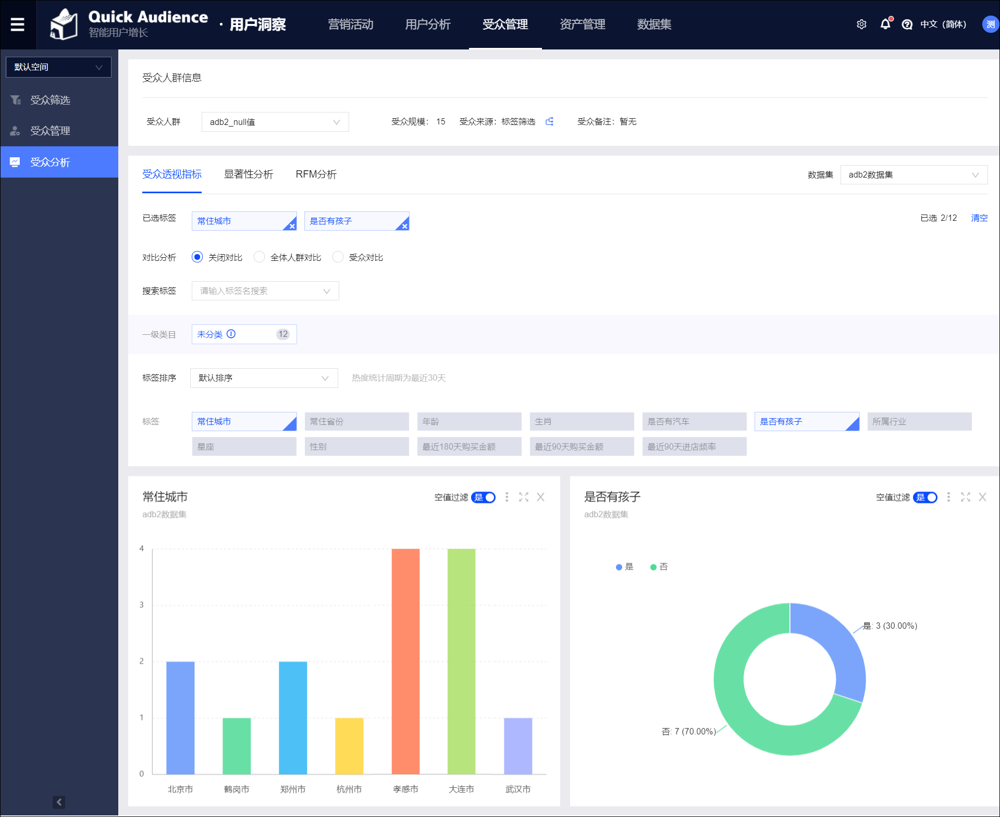 Quick Audience
智能用户增长
· 用户洞察
营销活动
用户分析
受众管理
资产管理
数据集
中文（简体）
测
默认空间
受众筛选
受众管理
受众分析
受众人群信息
受众人群
adb2_null值
受众规模： 15
受众来源：标签筛选
受众备注：暂无
受众透视指标
显著性分析
RFM分析
数据集
adb2数据集
已选标签
常住城市
是否有孩子
已选 2/12
清空
对比分析
关闭对比
全体人群对比
受众对比
搜索标签
请输入标签名搜索
一级类目
未分类
12
标签排序
默认排序
热度统计周期为最近30天
标签
常住城市
常住省份
年龄
生肖
是否有汽车
是否有孩子
所属行业
星座
性别
最近180天购买金额
最近90天购买金额
最近90天进店频率
常住城市
空值过滤
是
adb2数据集
4
3
2
1
0
北京市
鹤岗市
郑州市
杭州市
孝感市
大连市
武汉市
是否有孩子
空值过滤
是
adb2数据集
是
否
是: 3 (30.00%)
否: 7 (70.00%)